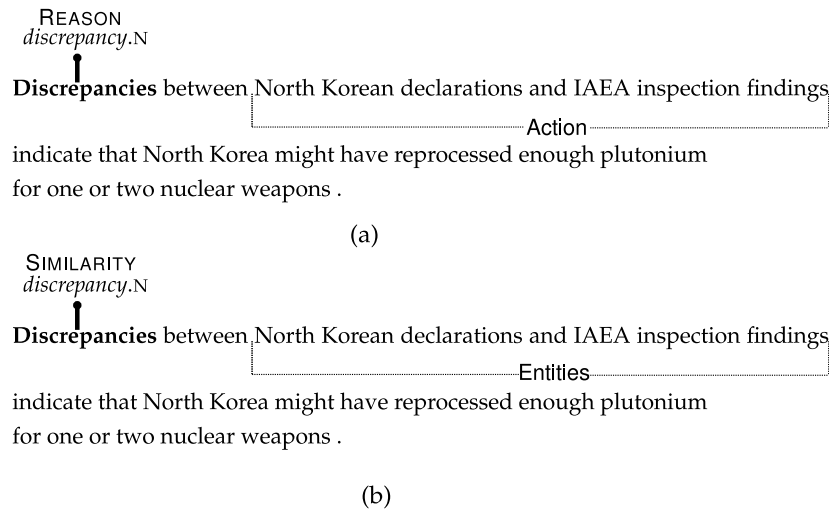 REASON
discrepancy.N
Discrepancies between North Korean declarations and IAEA inspection findings
Action
indicate that North Korea might have reprocessed enough plutonium
for one or two nuclear weapons .
(a)
SIMILARITY
discrepancy.N
Discrepancies between North Korean declarations and IAEA inspection findings
Entities
indicate that North Korea might have reprocessed enough plutonium
for one or two nuclear weapons .
(b)